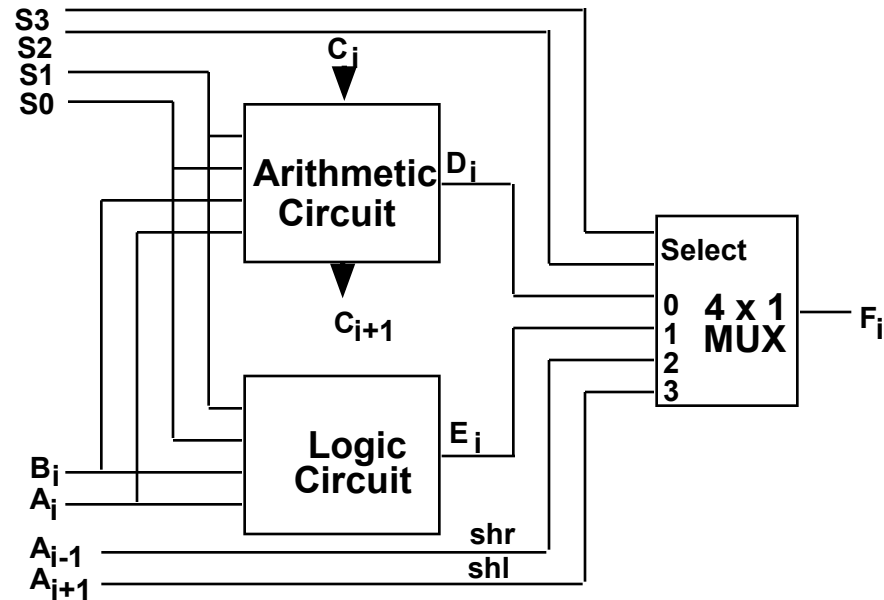 S3
S2
S1
S0
Ci
Arithmetic
Circuit
Di
Ci+1
Select
0
1
2
3
4 x 1
MUX
Fi
Logic
Circuit
Ei
Bi
Ai
Ai-1
shr
Ai+1
shl